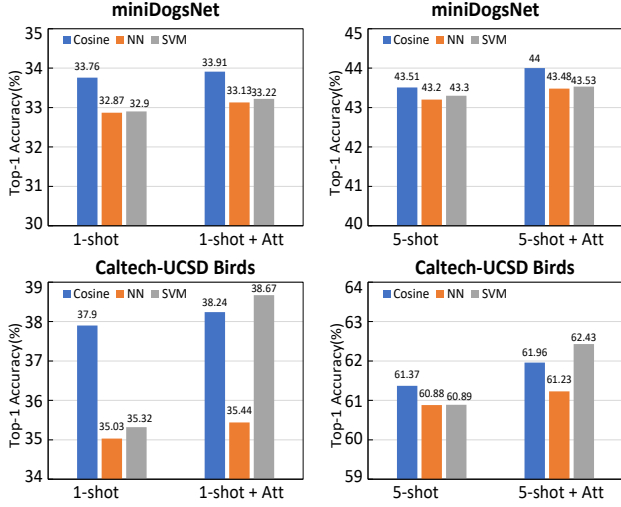 miniDogsNet
Top-1 Accuracy(%)
35
34
33
32
31
30
Cosine NN SVM
33.76
32.87
32.9
33.91
33.13
33.22
1-shot
1-shot + Att
miniDogsNet
Top-1 Accuracy(%)
45
44
43
42
41
40
Cosine NN SVM
43.51
43.2
43.3
44
43.48
43.53
5-shot
5-shot + Att
Caltech-UCSD Birds
Top-1 Accuracy(%)
39
38
37
36
35
34
Cosine NN SVM
37.9
35.03
35.32
38.24
35.44
38.67
1-shot
1-shot + Att
Caltech-UCSD Birds
Top-1 Accuracy(%)
64
63
62
61
60
59
Cosine NN SVM
61.37
60.88
60.89
61.96
61.23
62.43
5-shot
5-shot + Att